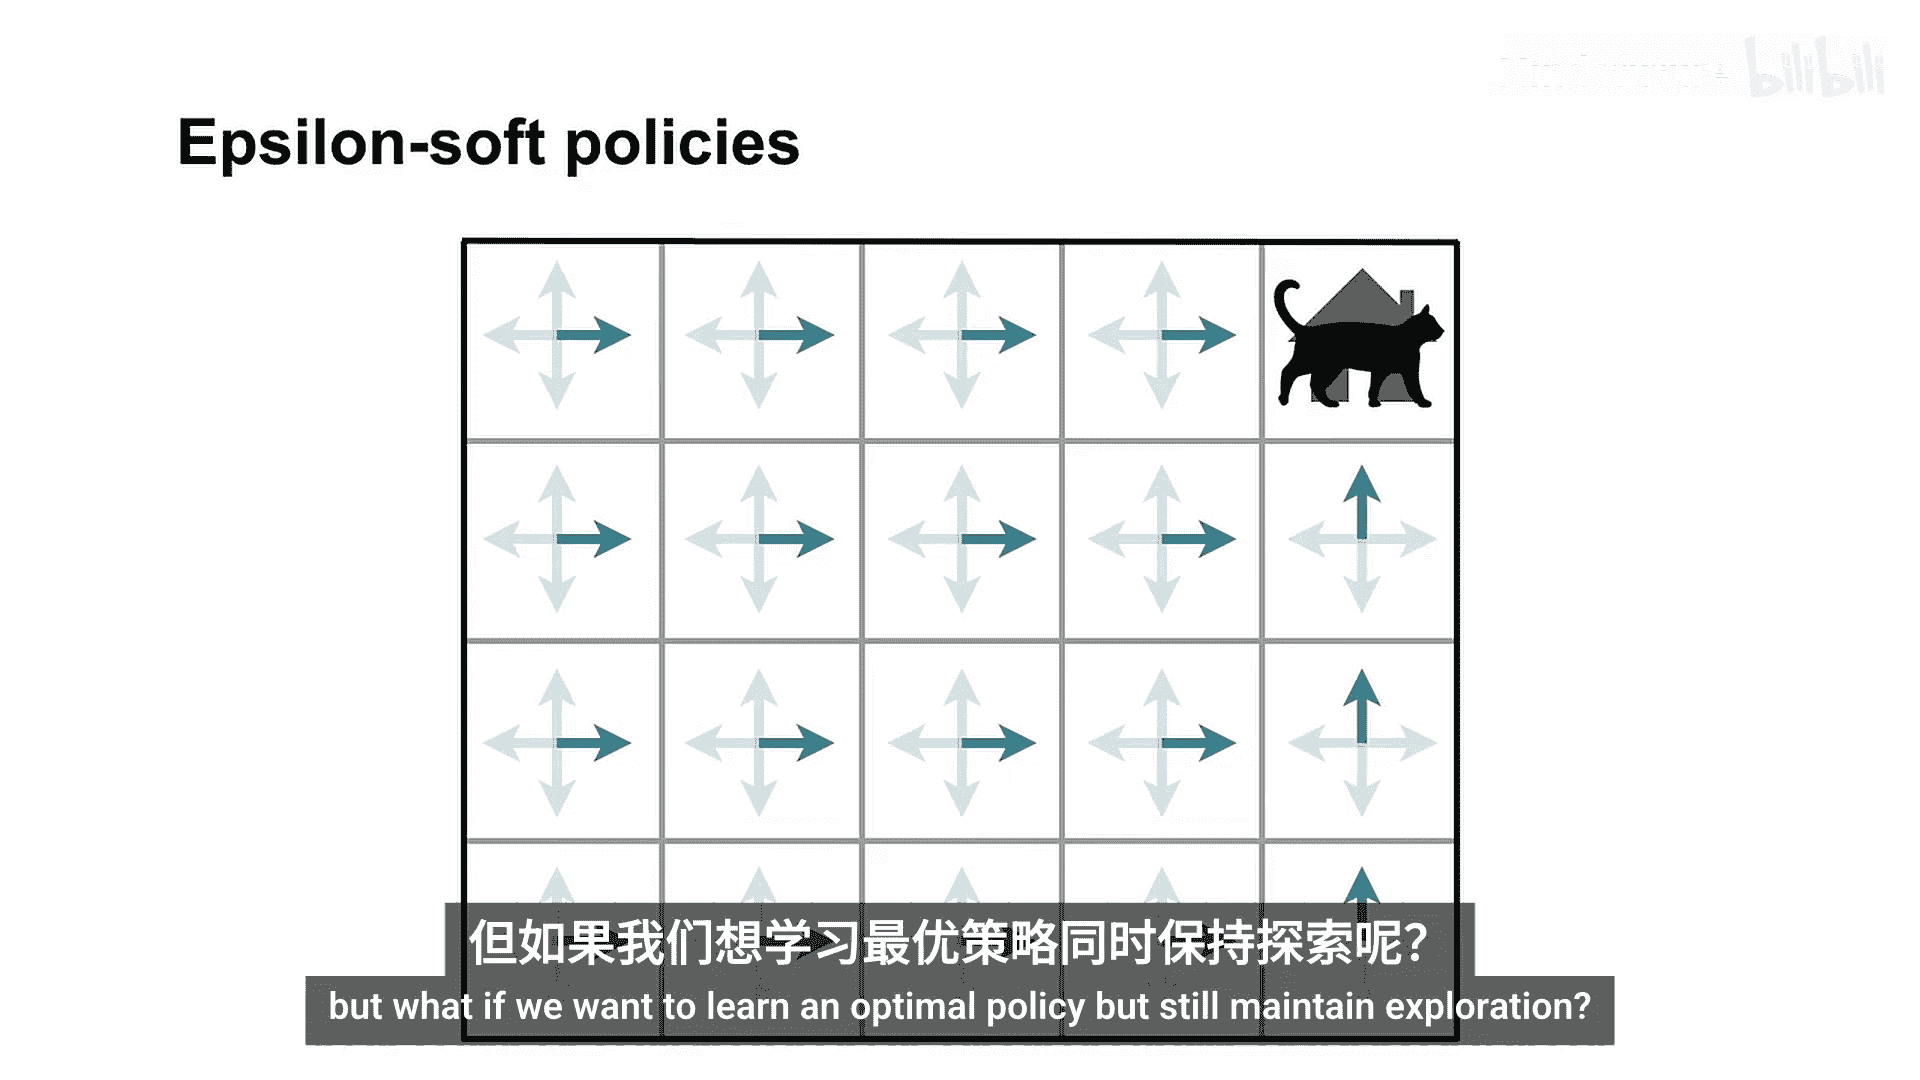 bilibili
Epsilon-soft policies
但如果我们想学习最优策略同时保持探索呢？
but what if we want to learn an optimal policy but still maintain exploration?